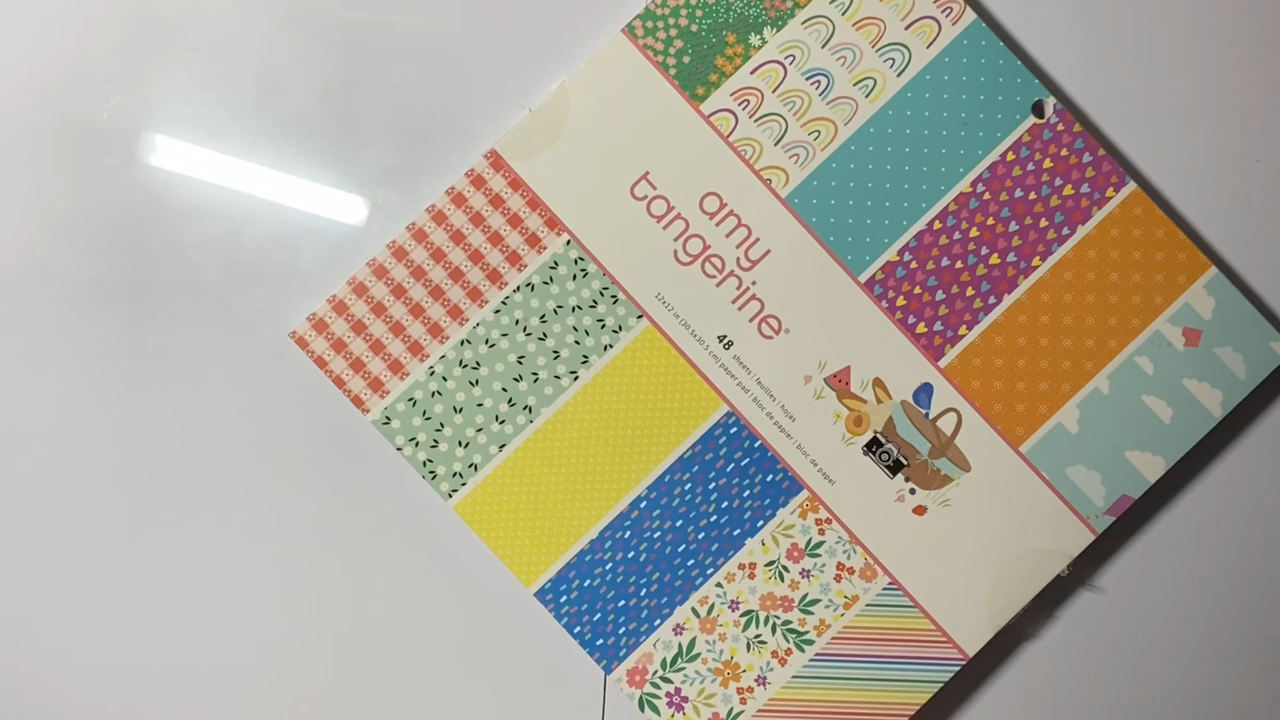 amy
tangerine®
48 sheets | feuilles | hojas
12x12 in (30.5x30.5 cm) paper pad | bloc de papier | bloc de papel